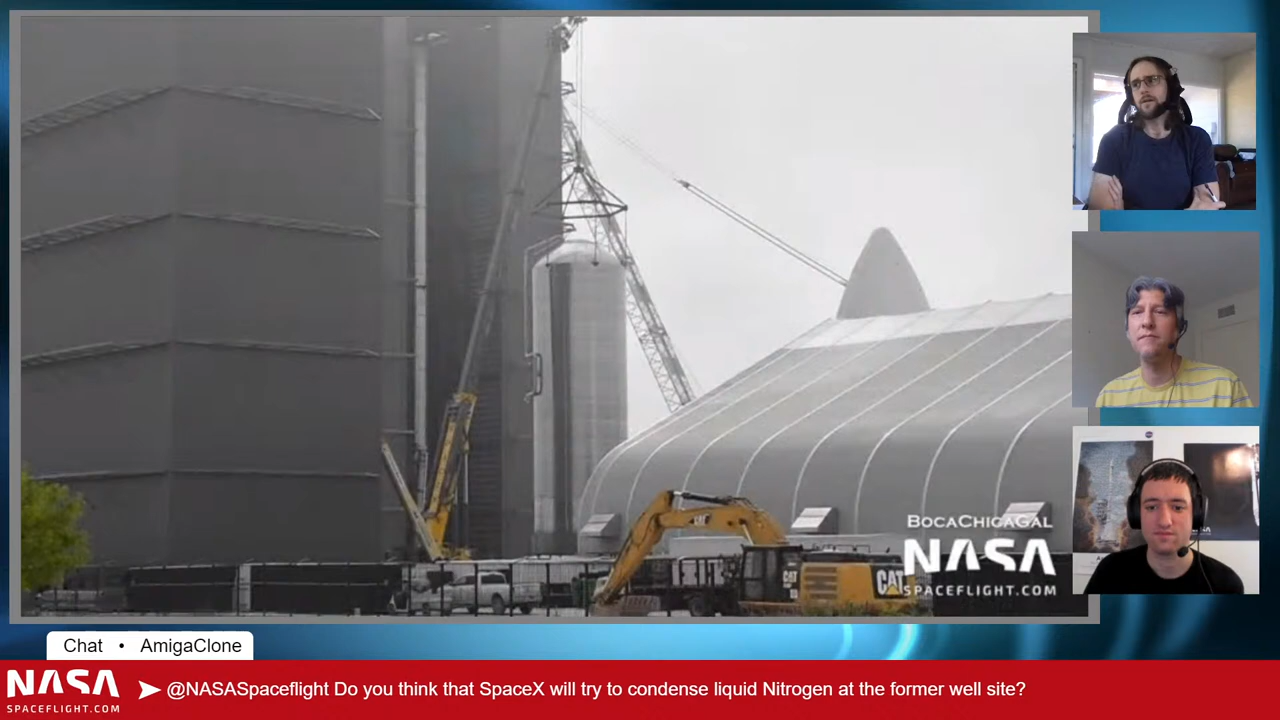 BOCACHICAGAL
NASA
SPACEFLIGHT.COM
CAT
CAT
CAT
Chat • AmigaClone
NASA
SPACEFLIGHT.COM
@NASASpaceflight Do you think that SpaceX will try to condense liquid Nitrogen at the former well site?